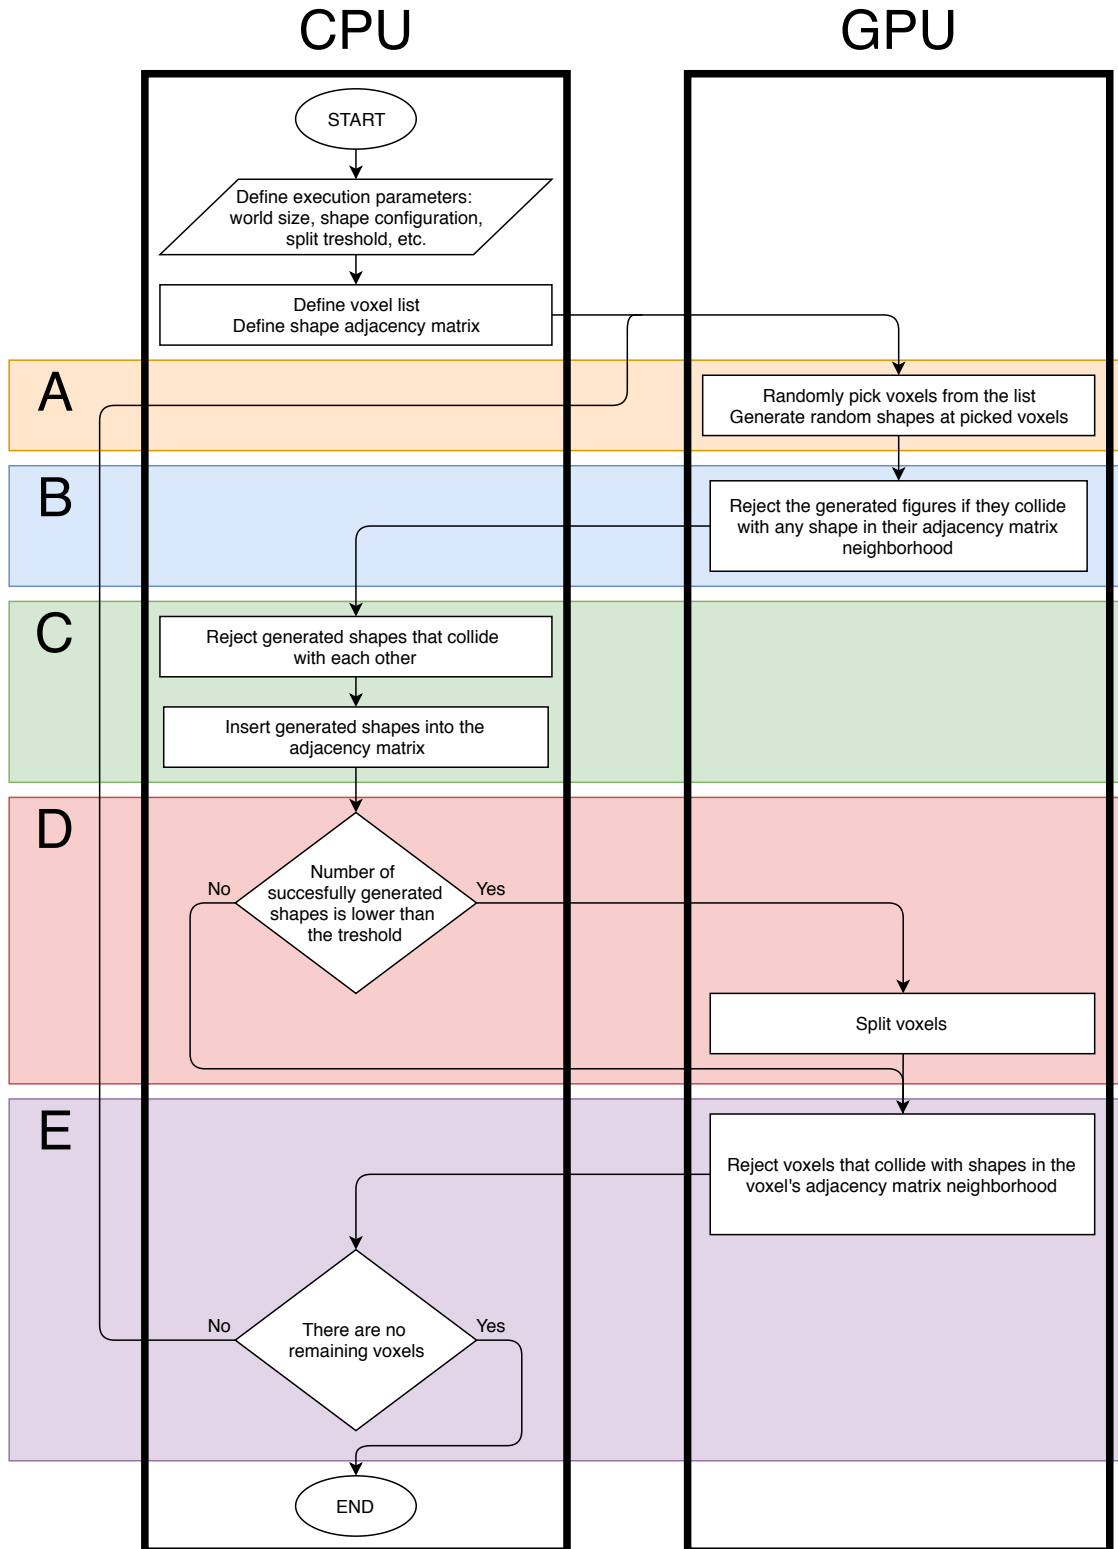 CPU
GPU
START
Define execution parameters:
world size, shape configuration,
split treshold, etc.
Define voxel list
Define shape adjacency matrix
A
Randomly pick voxels from the list
Generate random shapes at picked voxels
B
Reject the generated figures if they collide
with any shape in their adjacency matrix
neighborhood
C
Reject generated shapes that collide
with each other
Insert generated shapes into the
adjacency matrix
D
Number of
succesfully generated
shapes is lower than
the treshold
No
Yes
Split voxels
E
Reject voxels that collide with shapes in the
voxel's adjacency matrix neighborhood
There are no
remaining voxels
No
Yes
END